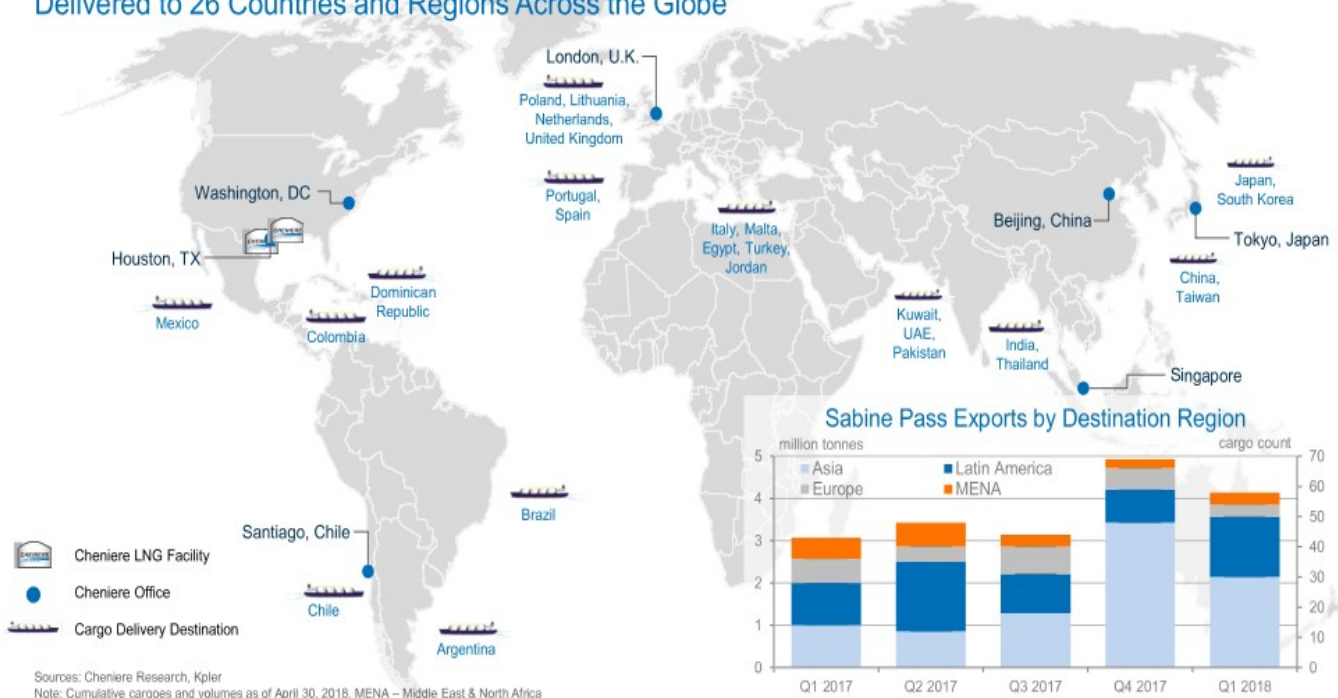 Delivered to 26 Countries and Regions Across the Globe
London, U.K.
Poland, Lithuania,
Netherlands,
United Kingdom
Washington, DC
Portugal,
Spain
Italy, Malta,
Egypt, Turkey,
Jordan
Japan,
South Korea
Beijing, China
Tokyo, Japan
Houston, TX
CHENIERE
Dominican
Republic
China,
Taiwan
Mexico
Colombia
Kuwait,
UAE,
Pakistan
India,
Thailand
Singapore
Brazil
Santiago, Chile
Chile
Argentina
CHENIERE
Cheniere LNG Facility
Cheniere Office
Cargo Delivery Destination
Sabine Pass Exports by Destination Region
million tonnes
cargo count
Asia
Latin America
Europe
MENA
5
4
3
2
1
0
70
60
50
40
30
20
10
0
Q1 2017
Q2 2017
Q3 2017
Q4 2017
Q1 2018
Sources: Cheniere Research, Kpler
Note: Cumulative cargoes and volumes as of April 30, 2018. MENA – Middle East & North Africa